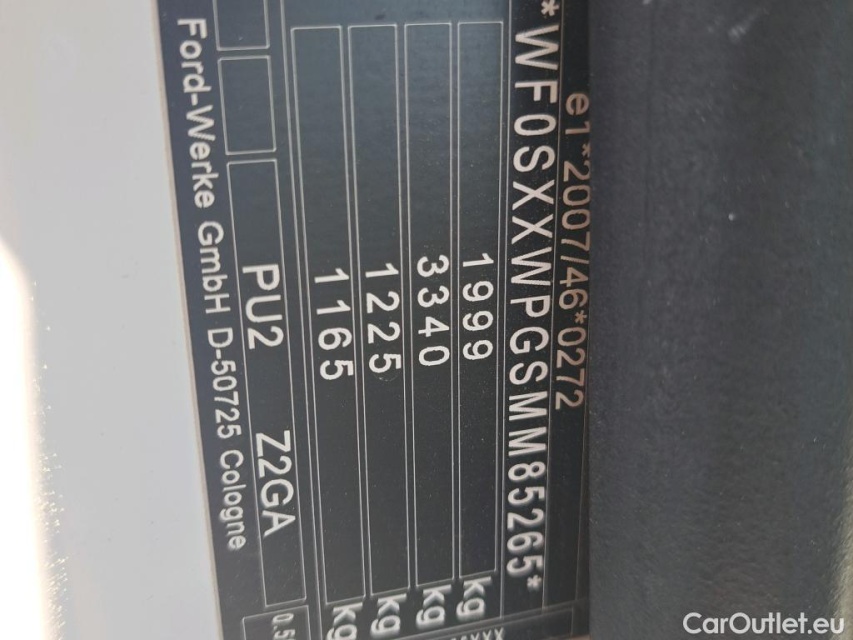 e1*2007/46*0272
*WF0SXXWPGSMM85265*
1999 kg
3340 kg
1225 kg
1165 kg
PU2 Z2GA
Ford-Werke GmbH D-50725 Cologne
CarOutlet.eu